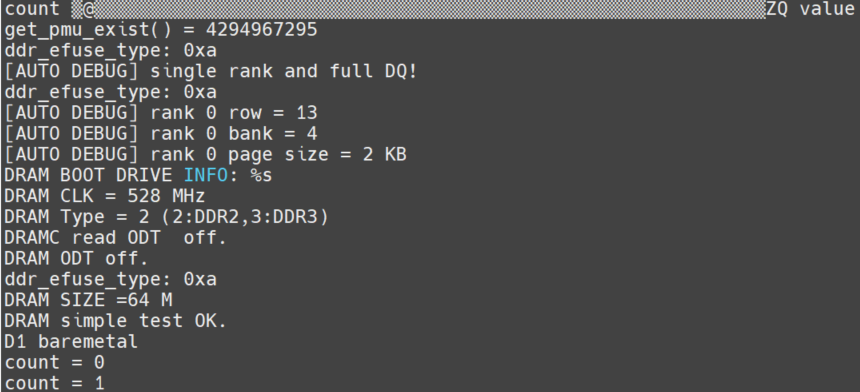 count @ZQ value
get_pmu_exist() = 4294967295
ddr_efuse_type: 0xa
[AUTO DEBUG] single rank and full DQ!
ddr_efuse_type: 0xa
[AUTO DEBUG] rank 0 row = 13
[AUTO DEBUG] rank 0 bank = 4
[AUTO DEBUG] rank 0 page size = 2 KB
DRAM BOOT DRIVE INFO: %s
DRAM CLK = 528 MHz
DRAM Type = 2 (2:DDR2,3:DDR3)
DRAMC read ODT  off.
DRAM ODT off.
ddr_efuse_type: 0xa
DRAM SIZE =64 M
DRAM simple test OK.
D1 baremetal
count = 0
count = 1